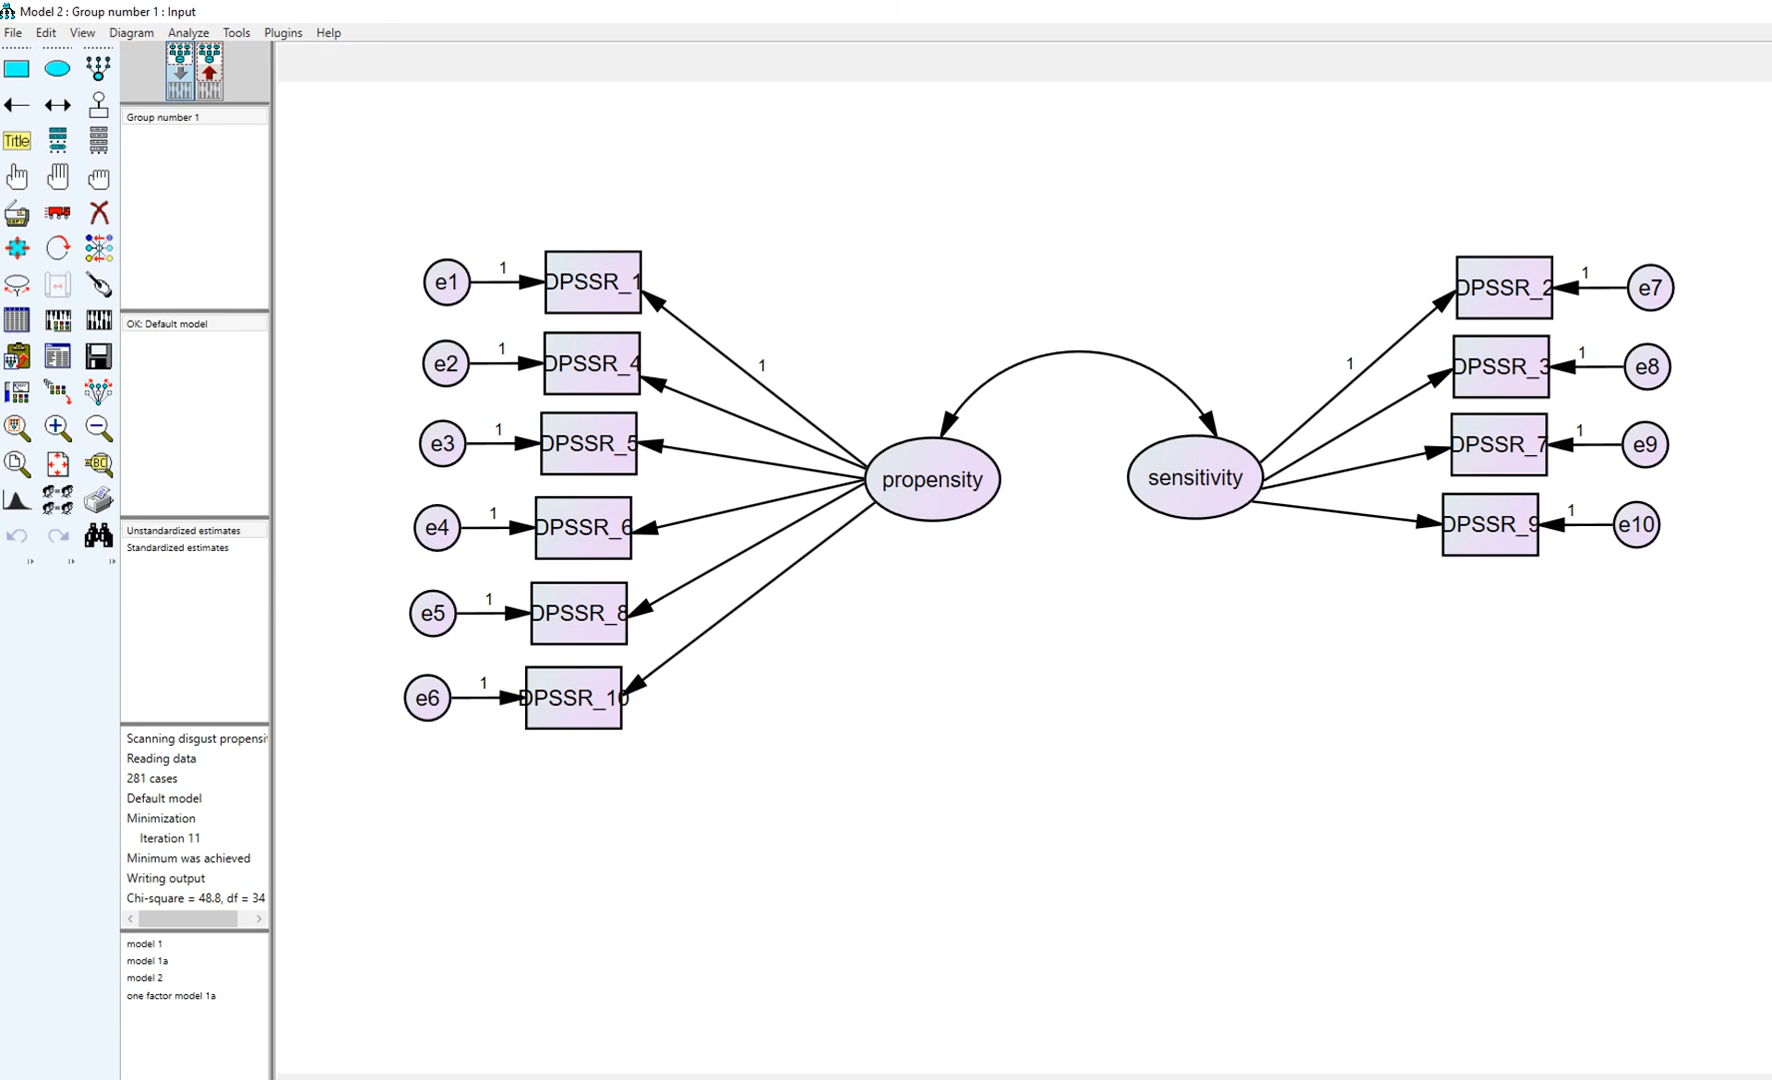 Model 2 : Group number 1 : Input
File Edit View Diagram Analyze Tools Plugins Help
Title
Group number 1
OK: Default model
Unstandardized estimates
Standardized estimates
Scanning disgust propensi
Reading data
281 cases
Default model
Minimization
Iteration 11
Minimum was achieved
Writing output
Chi-square = 48.8, df = 34
model 1
model 1a
model 2
one factor model 1a
e1 1 DPSSR_1
e2 1 DPSSR_4
e3 1 DPSSR_5
e4 1 DPSSR_6
e5 1 DPSSR_8
e6 1 DPSSR_10
1
propensity
sensitivity
1
DPSSR_2 1 e7
DPSSR_3 1 e8
DPSSR_7 1 e9
DPSSR_9 1 e10